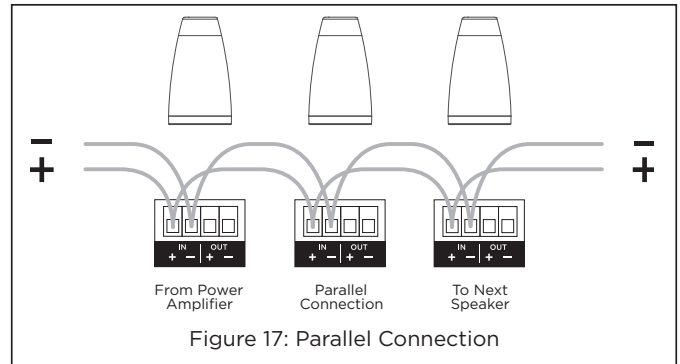 − −
+ +
IN OUT IN OUT IN OUT
+ − + − + − + − + − + −
From Power
Amplifier
Parallel
Connection
To Next
Speaker
Figure 17: Parallel Connection